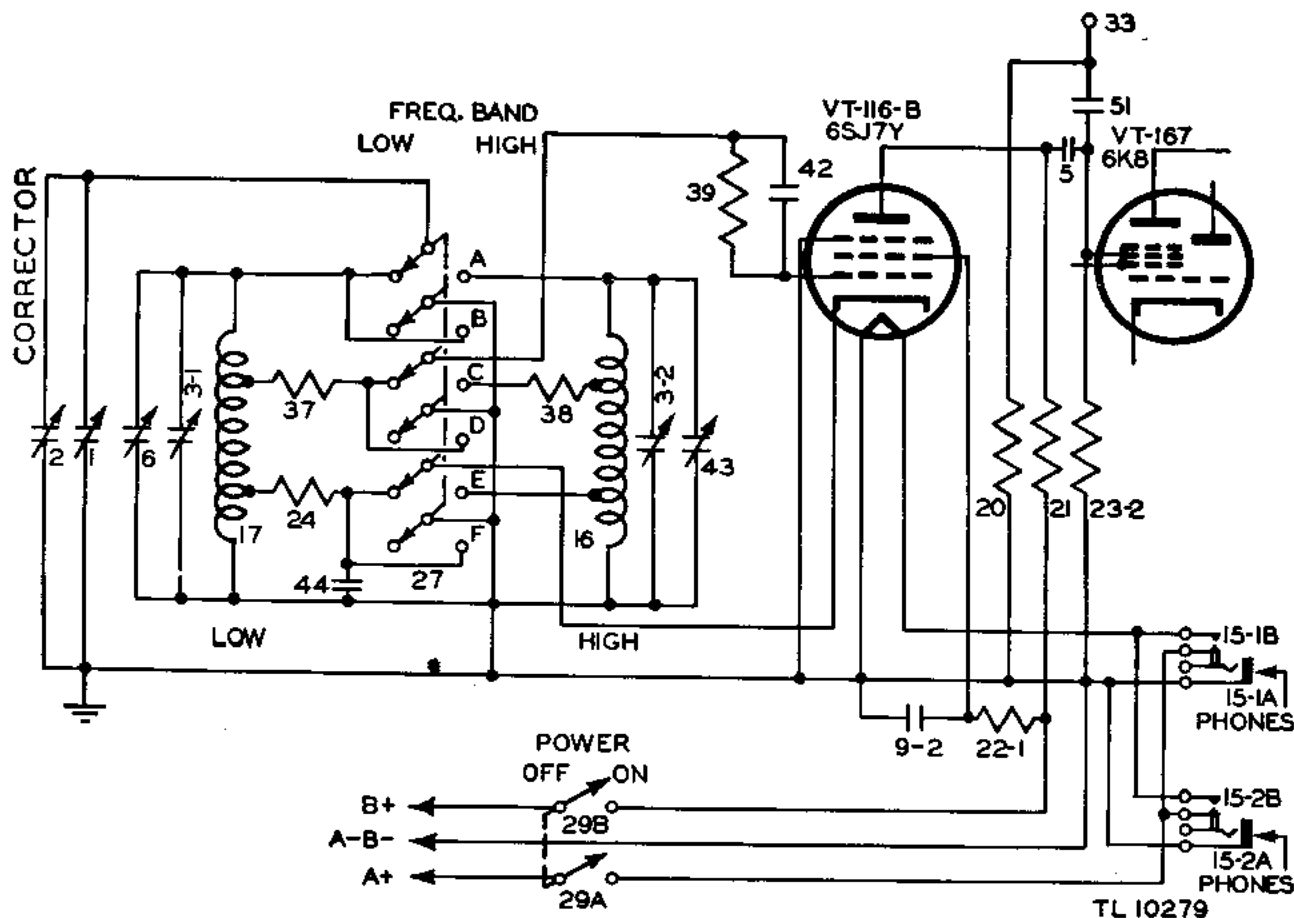 33
FREQ. BAND
LOW HIGH
VT-116-B
6SJ7Y
51
VT-167
6K8
5
42
39
CORRECTOR
A
B
C
D
E
F
3-1
3-2
37
38
2
1
6
43
24
17
16
44
27
20
21
23-2
LOW
HIGH
15-1B
15-1A
PHONES
9-2
22-1
POWER
OFF ON
B+
29B
A-B-
A+
29A
15-2B
15-2A
PHONES
TL 10279